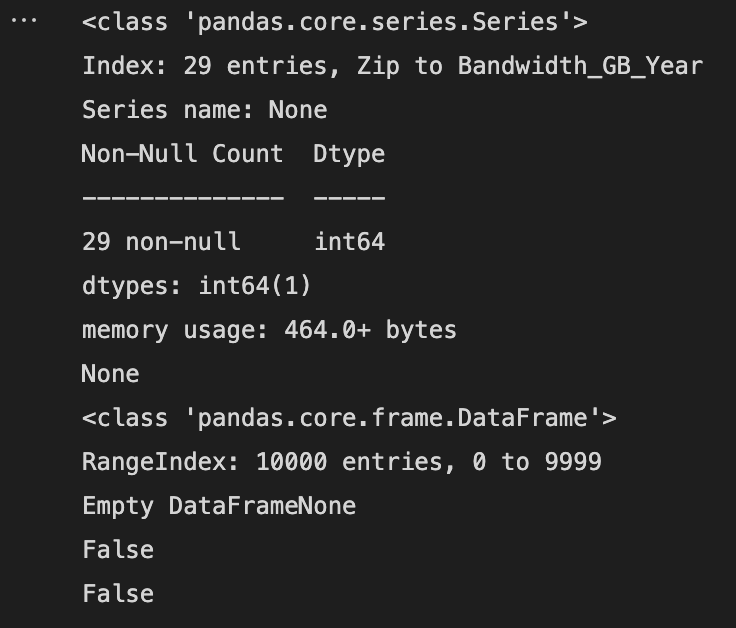 ...
<class 'pandas.core.series.Series'>
Index: 29 entries, Zip to Bandwidth_GB_Year
Series name: None
Non-Null Count  Dtype
--------------  -----
29 non-null     int64
dtypes: int64(1)
memory usage: 464.0+ bytes
None
<class 'pandas.core.frame.DataFrame'>
RangeIndex: 10000 entries, 0 to 9999
Empty DataFrameNone
False
False